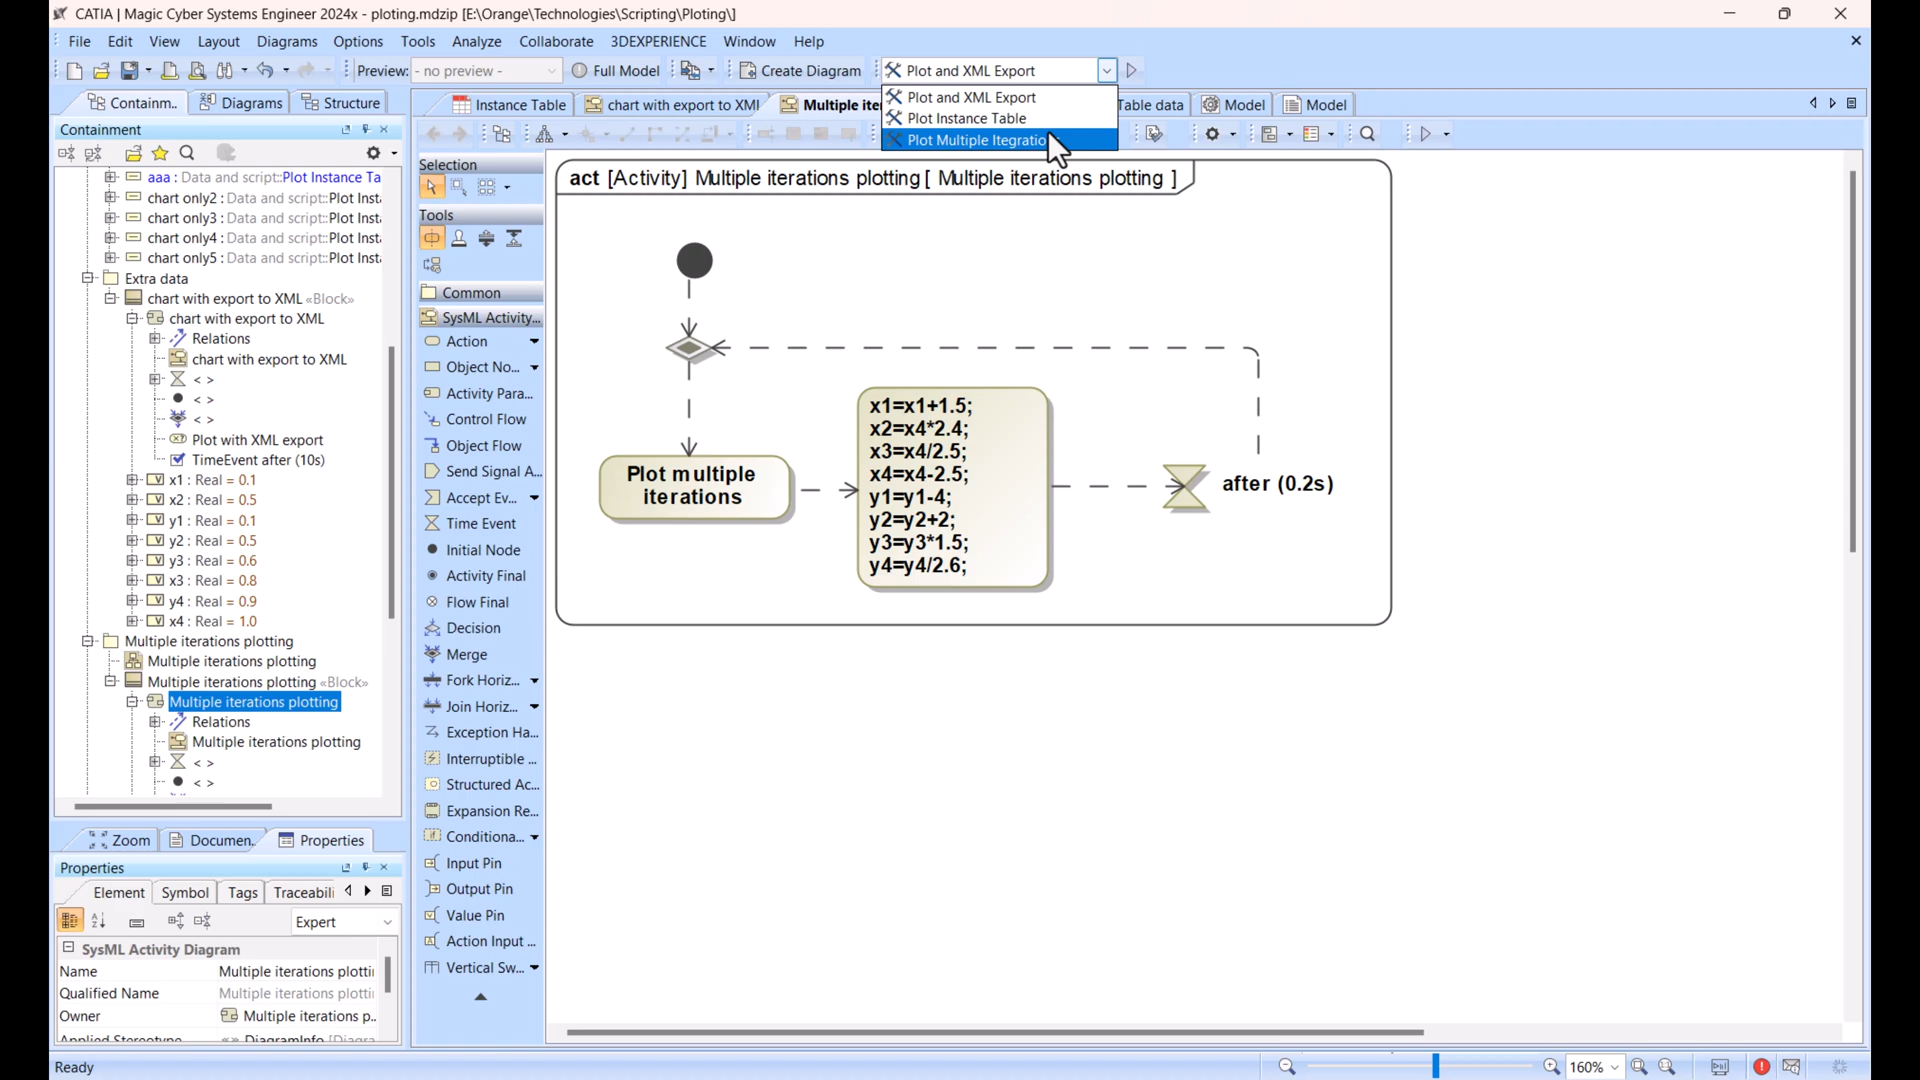 CATIA | Magic Cyber Systems Engineer 2024x - ploting.mdzip [E:\Orange\Technologies\Scripting\Ploting\]
File Edit View Layout Diagrams Options Tools Analyze Collaborate 3DEXPERIENCE Window Help
Preview: - no preview - Full Model Create Diagram Plot and XML Export
Plot and XML Export
Plot Instance Table
Plot Multiple Itegratio
Containm.. Diagrams Structure
Instance Table chart with export to XMI Multiple ite Table data Model Model
Containment
aaa : Data and script::Plot Instance Ta
chart only2 : Data and script::Plot Insta
chart only3 : Data and script::Plot Insta
chart only4 : Data and script::Plot Insta
chart only5 : Data and script::Plot Insta
Extra data
chart with export to XML «Block»
chart with export to XML
Relations
chart with export to XML
< >
< >
< >
Plot with XML export
TimeEvent after (10s)
x1 : Real = 0.1
x2 : Real = 0.5
y1 : Real = 0.1
y2 : Real = 0.5
y3 : Real = 0.6
x3 : Real = 0.8
y4 : Real = 0.9
x4 : Real = 1.0
Multiple iterations plotting
Multiple iterations plotting
Multiple iterations plotting «Block»
Multiple iterations plotting
Relations
Multiple iterations plotting
< >
< >
Zoom Documen.. Properties
Properties
Element Symbol Tags Traceabili
Expert
SysML Activity Diagram
Name Multiple iterations plotti
Qualified Name Multiple iterations plotti
Owner Multiple iterations p..
Applied Stereotype «» DiagramInfo [Diagra
Selection
Tools
Common
SysML Activity...
Action
Object No...
Activity Para...
Control Flow
Object Flow
Send Signal A...
Accept Ev...
Time Event
Initial Node
Activity Final
Flow Final
Decision
Merge
Fork Horiz...
Join Horiz...
Exception Ha...
Interruptible ...
Structured Ac...
Expansion Re...
Conditiona...
Input Pin
Output Pin
Value Pin
Action Input ...
Vertical Sw...
act [Activity] Multiple iterations plotting [ Multiple iterations plotting ]
Plot multiple
iterations
x1=x1+1.5;
x2=x4*2.4;
x3=x4/2.5;
x4=x4-2.5;
y1=y1-4;
y2=y2+2;
y3=y3*1.5;
y4=y4/2.6;
after (0.2s)
Ready
160%